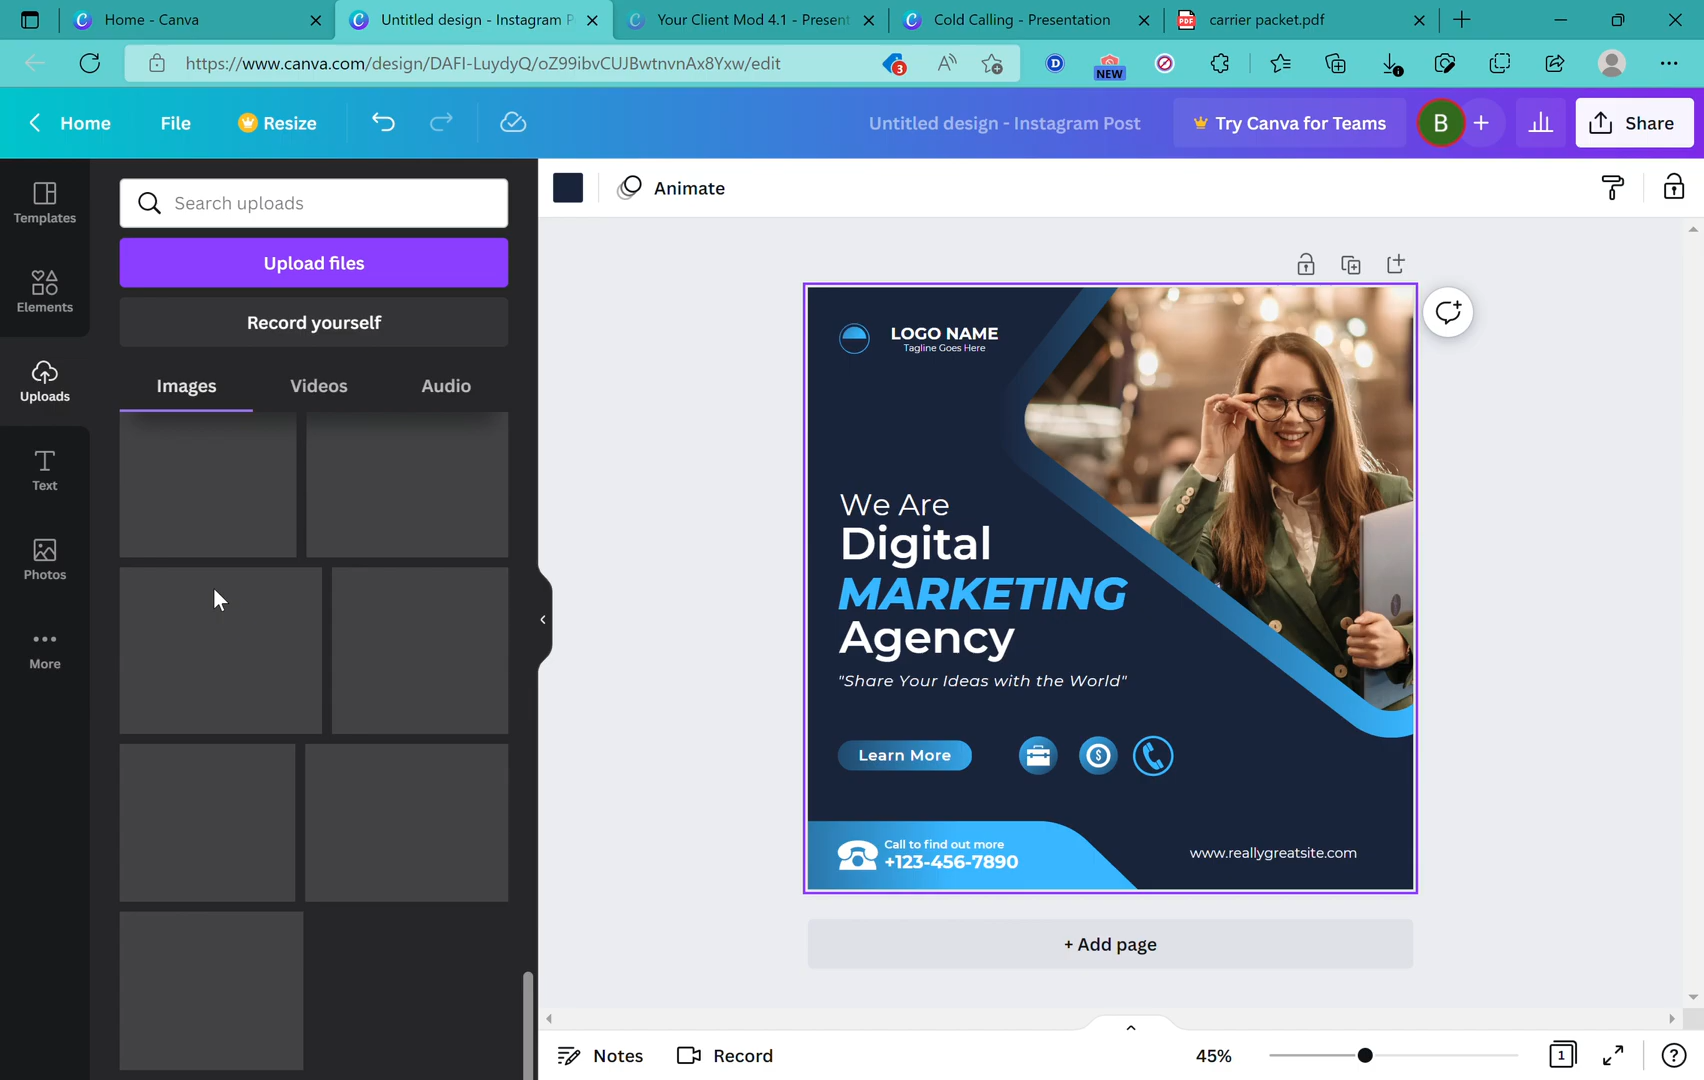 Home - Canva
Untitled design - Instagram P
Your Client Mod 4.1 - Present
Cold Calling - Presentation
PDF
carrier packet.pdf
https://www.canva.com/design/DAFI-LuydyQ/oZ99ibvCUJBwtnvnAx8Yxw/edit
3
A
D
NEW
Home
File
Resize
Untitled design - Instagram Post
Try Canva for Teams
B
Share
Templates
Elements
Uploads
Text
Photos
More
Search uploads
Upload files
Record yourself
Images
Videos
Audio
Animate
LOGO NAME
Tagline Goes Here
We Are
Digital
MARKETING
Agency
"Share Your Ideas with the World"
Learn More
$
Call to find out more
+123-456-7890
www.reallygreatsite.com
+ Add page
Notes
Record
45%
1
?